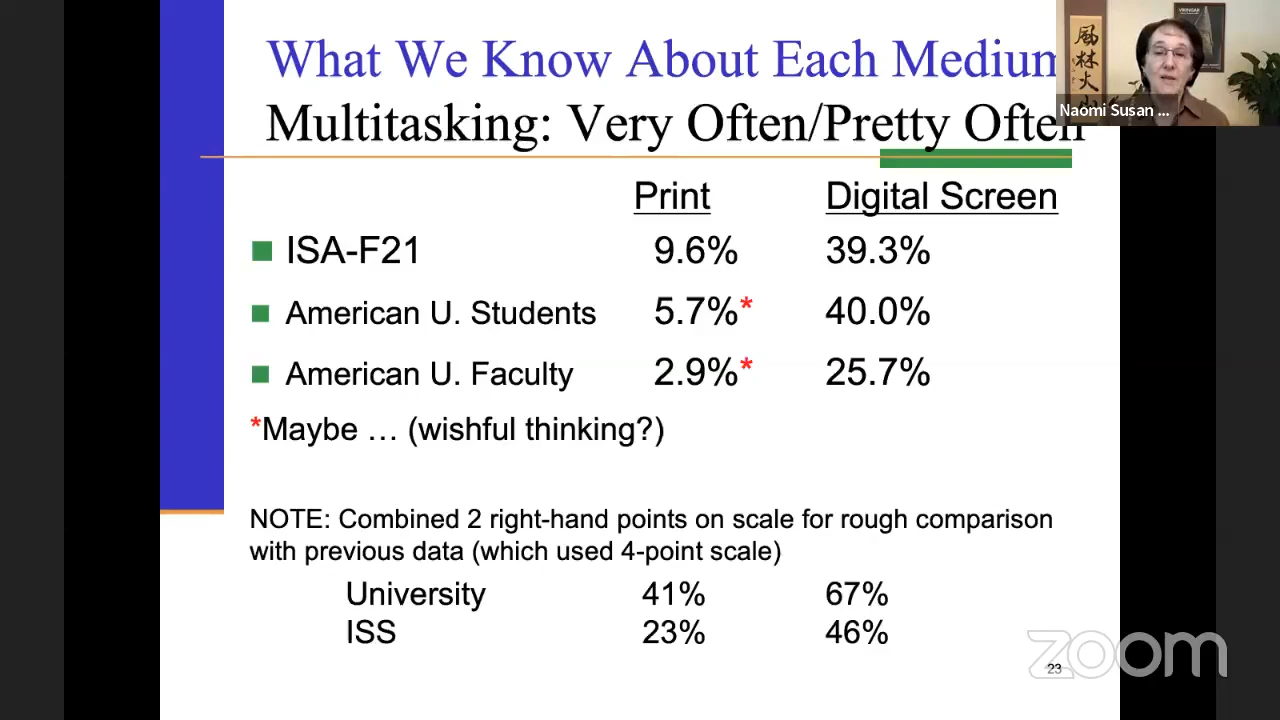 What We Know About Each Medium
Multitasking: Very Often/Pretty Often
Naomi Susan ...
風
林
火
Print Digital Screen
ISA-F21 9.6% 39.3%
American U. Students 5.7%* 40.0%
American U. Faculty 2.9%* 25.7%
*Maybe … (wishful thinking?)
NOTE: Combined 2 right-hand points on scale for rough comparison
with previous data (which used 4-point scale)
University 41% 67%
ISS 23% 46%
zoom
23